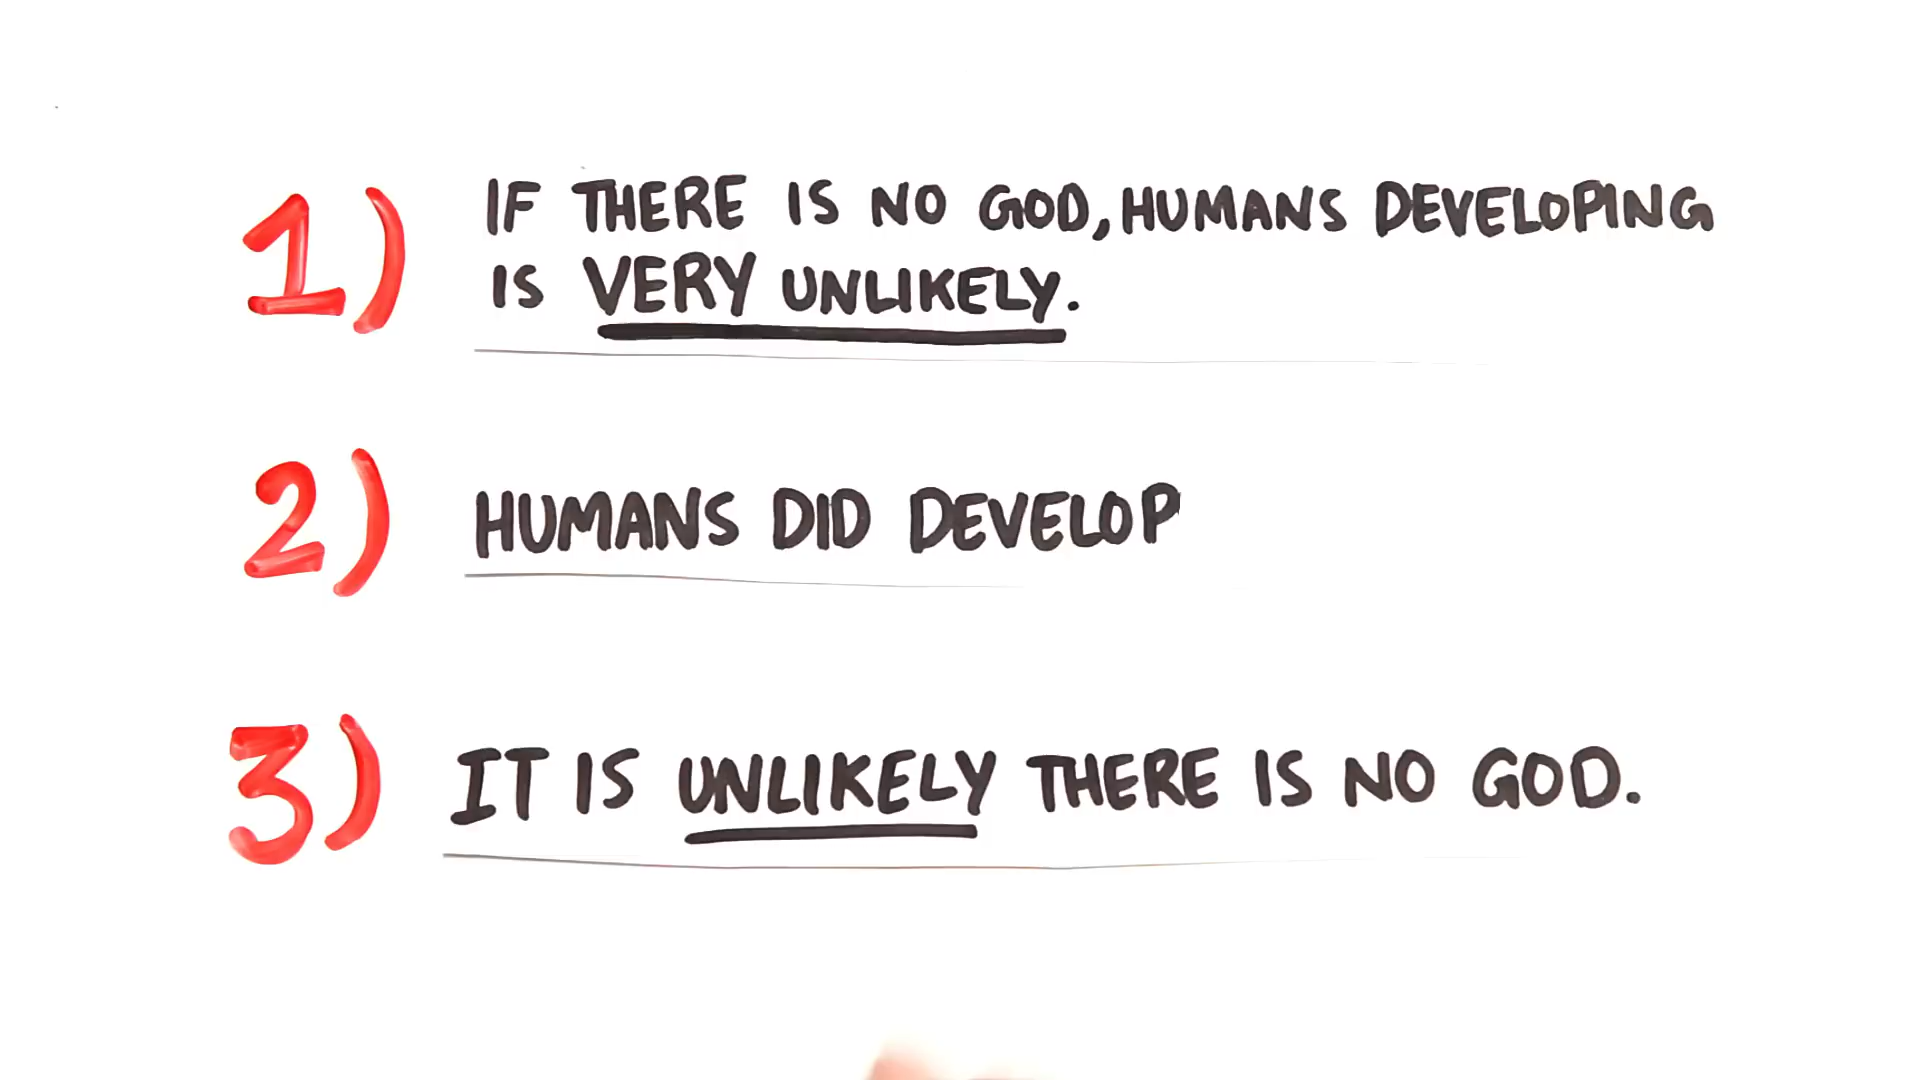 1) IF THERE IS NO GOD, HUMANS DEVELOPING
IS VERY UNLIKELY.
2) HUMANS DID DEVELOP
3) IT IS UNLIKELY THERE IS NO GOD.